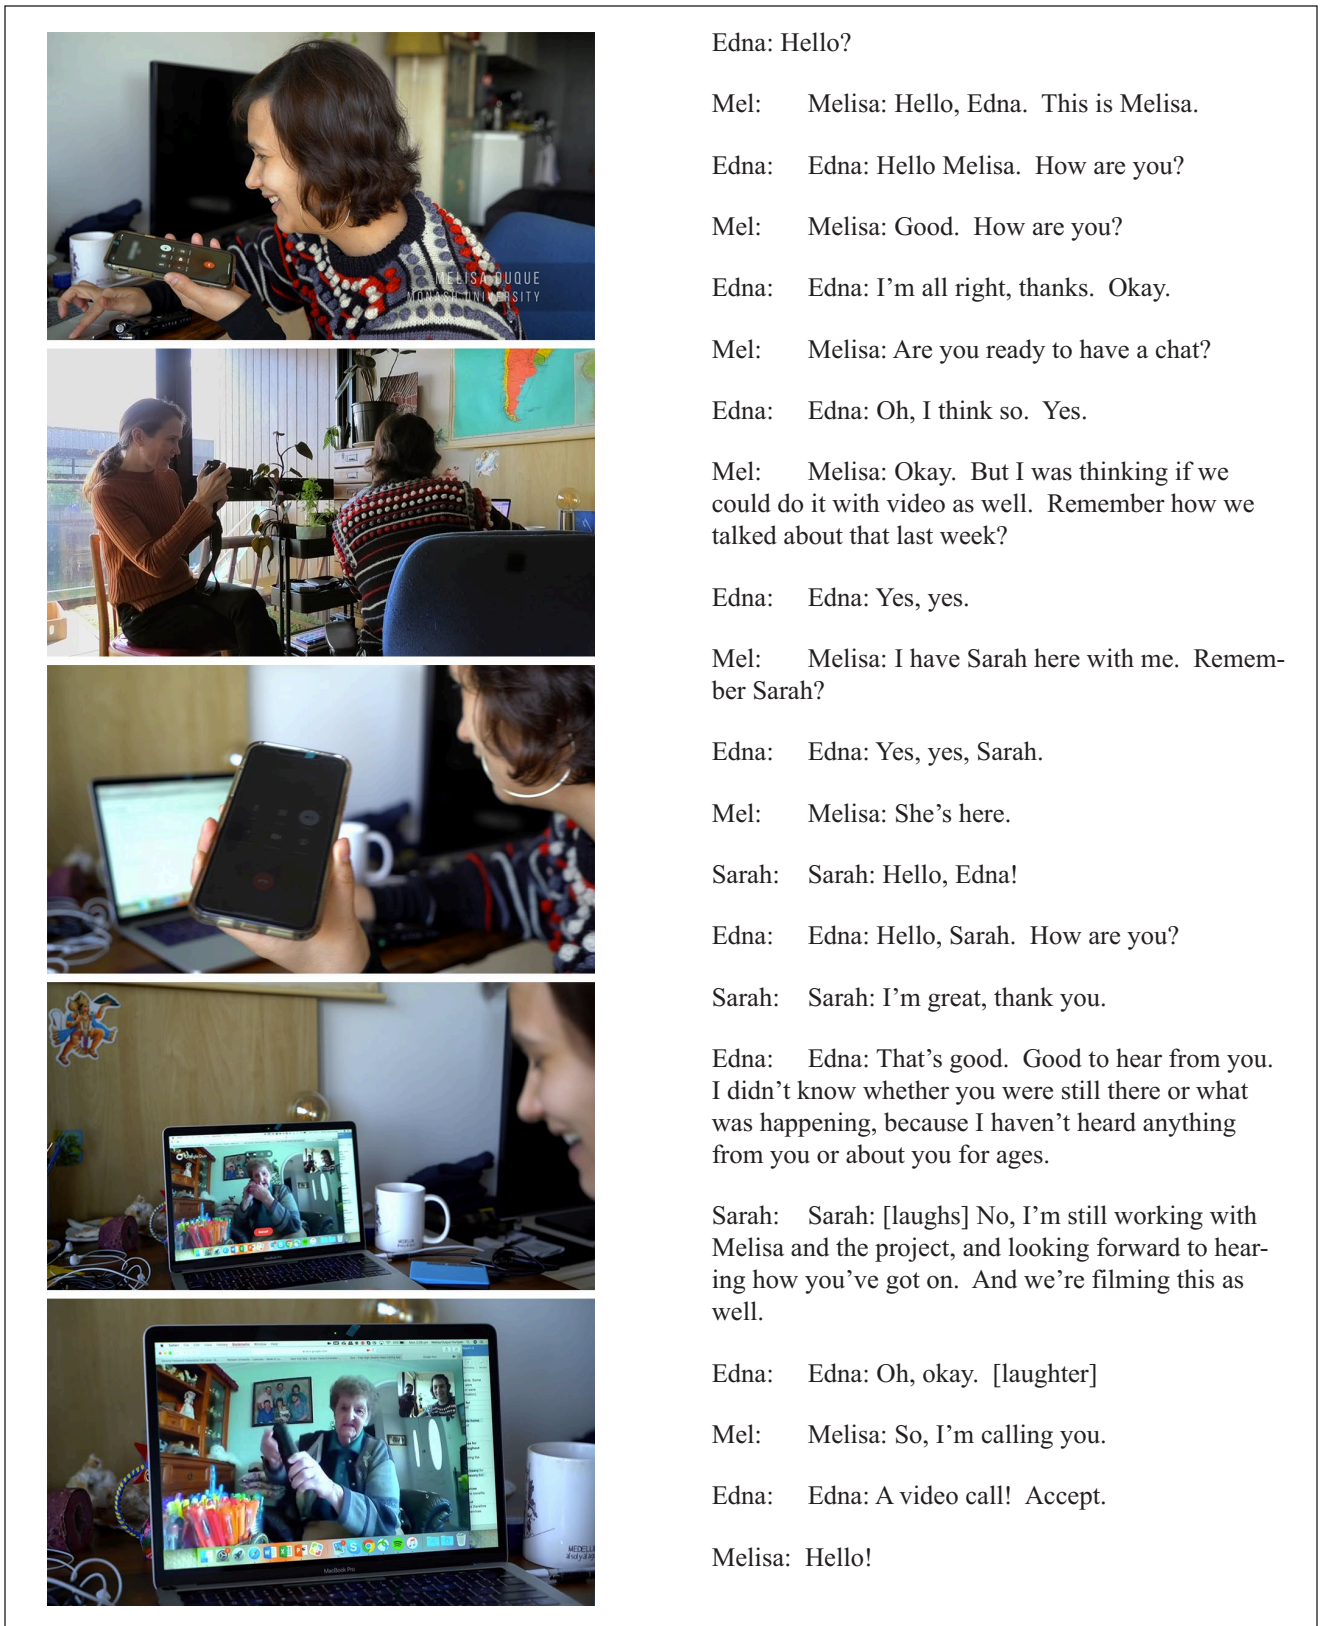 Edna: Hello?
Mel: Melisa: Hello, Edna. This is Melisa.
Edna: Edna: Hello Melisa. How are you?
Mel: Melisa: Good. How are you?
Edna: Edna: I'm all right, thanks. Okay.
Mel: Melisa: Are you ready to have a chat?
Edna: Edna: Oh, I think so. Yes.
Mel: Melisa: Okay. But I was thinking if we
could do it with video as well. Remember how we
talked about that last week?
Edna: Edna: Yes, yes.
Mel: Melisa: I have Sarah here with me. Remem-
ber Sarah?
Edna: Edna: Yes, yes, Sarah.
Mel: Melisa: She's here.
Sarah: Sarah: Hello, Edna!
Edna: Edna: Hello, Sarah. How are you?
Sarah: Sarah: I'm great, thank you.
Edna: Edna: That's good. Good to hear from you.
I didn't know whether you were still there or what
was happening, because I haven't heard anything
from you or about you for ages.
Sarah: Sarah: [laughs] No, I'm still working with
Melisa and the project, and looking forward to hear-
ing how you've got on. And we're filming this as
well.
Edna: Edna: Oh, okay. [laughter]
Mel: Melisa: So, I'm calling you.
Edna: Edna: A video call! Accept.
Melisa: Hello!
MELISA DUQUE
MONASH UNIVERSITY
MacBook Pro